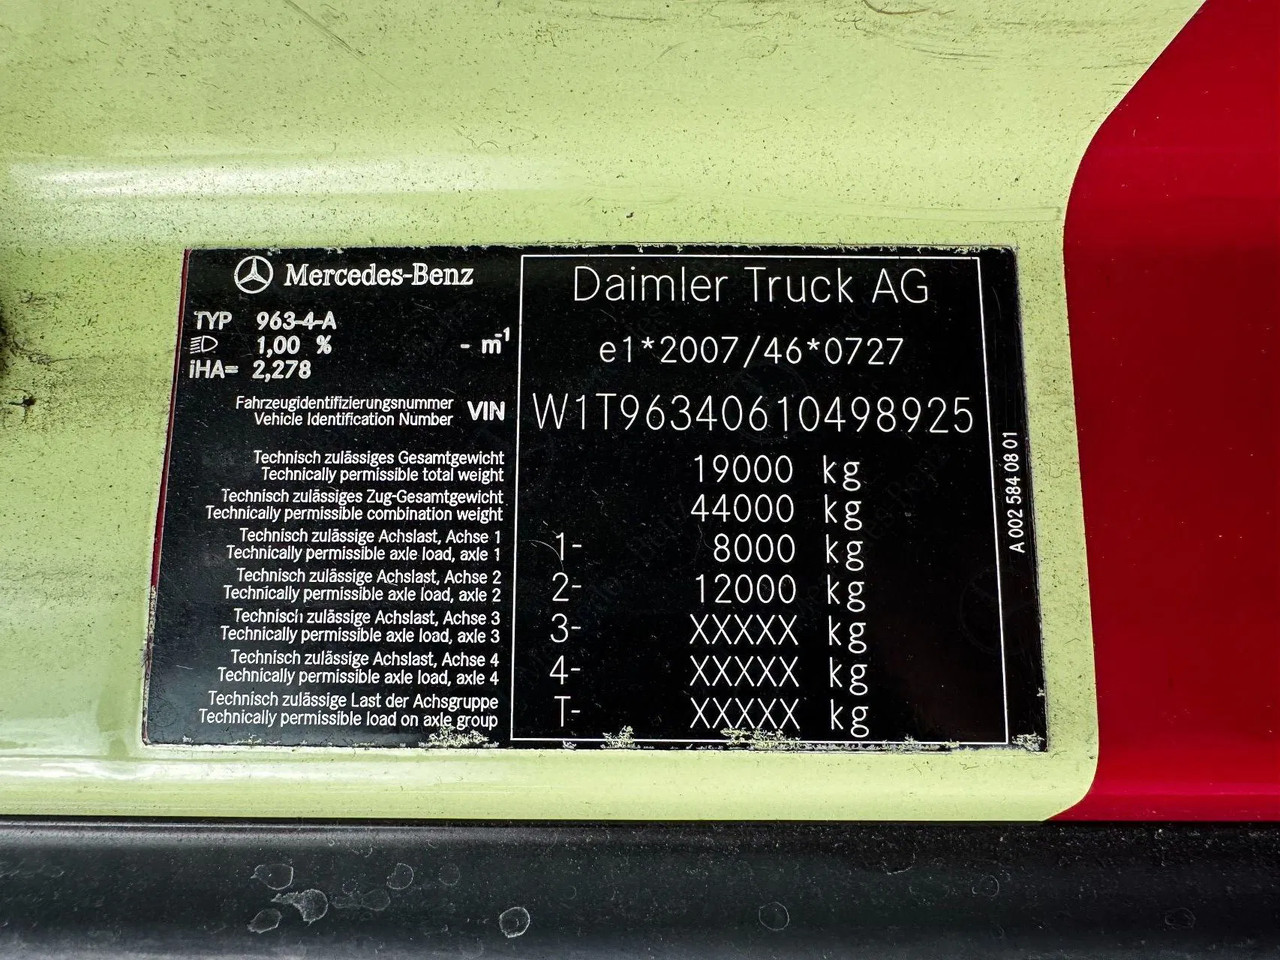 Mercedes-Benz
Daimler Truck AG
TYP 963-4-A
1,00 % - m-1
iHA= 2,278
e1*2007/46*0727
Fahrzeugidentifizierungsnummer
Vehicle Identification Number
VIN W1T96340610498925
Technisch zulässiges Gesamtgewicht
Technically permissible total weight
19000 kg
Technisch zulässiges Zug-Gesamtgewicht
Technically permissible combination weight
44000 kg
Technisch zulässige Achslast, Achse 1
Technically permissible axle load, axle 1
1- 8000 kg
Technisch zulässige Achslast, Achse 2
Technically permissible axle load, axle 2
2- 12000 kg
Technisch zulässige Achslast, Achse 3
Technically permissible axle load, axle 3
3- XXXXX kg
Technisch zulässige Achslast, Achse 4
Technically permissible axle load, axle 4
4- XXXXX kg
Technisch zulässige Last der Achsgruppe
Technically permissible load on axle group
T- XXXXX kg
A 002 584 08 01